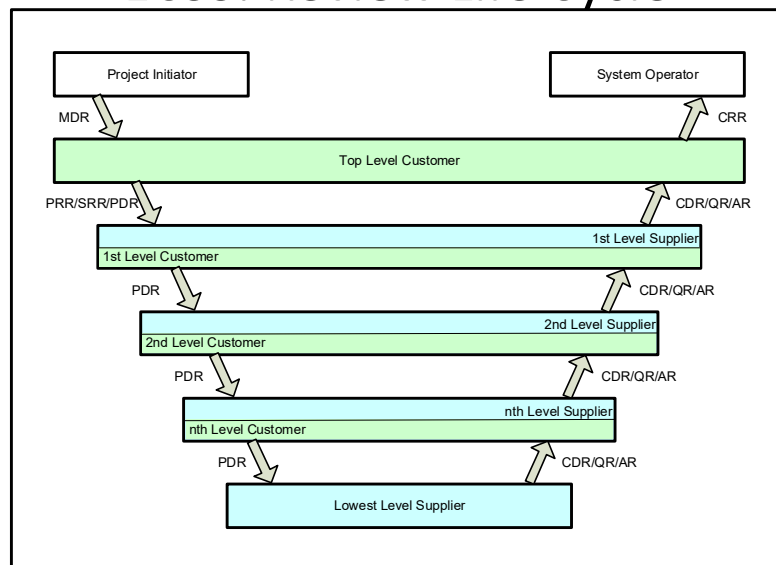 Project Initiator
System Operator
MDR
CRR
Top Level Customer
PRR/SRR/PDR
CDR/QR/AR
1st Level Supplier
1st Level Customer
PDR
CDR/QR/AR
2nd Level Supplier
2nd Level Customer
PDR
CDR/QR/AR
nth Level Supplier
nth Level Customer
PDR
CDR/QR/AR
Lowest Level Supplier